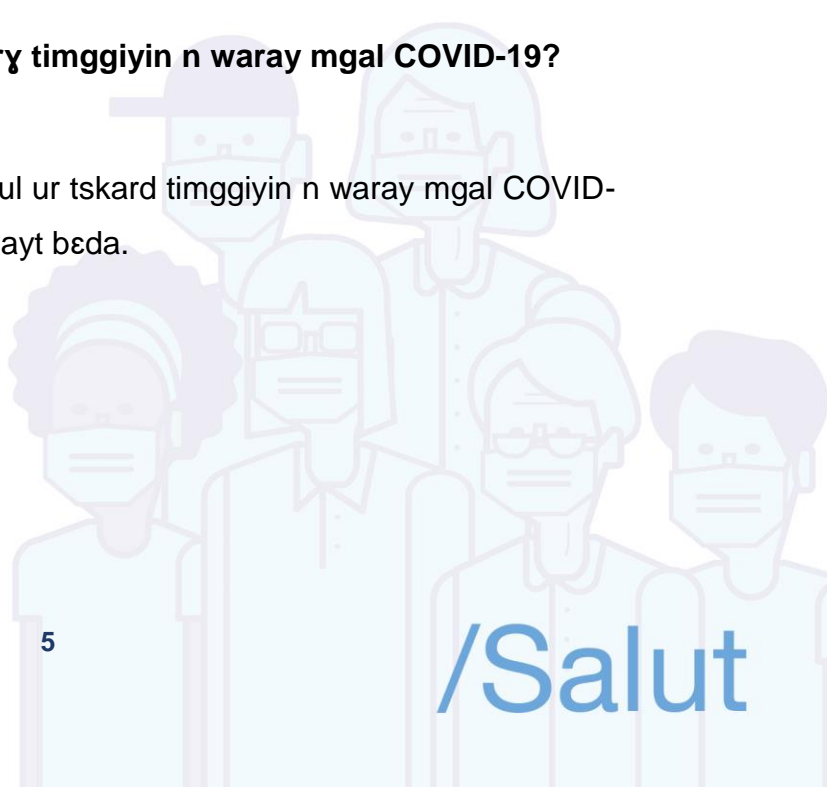 rɣ timggiyin n waray mgal COVID-19?
ul ur tskard timggiyin n waray mgal COVID-
ayt bɛda.
5
/Salut